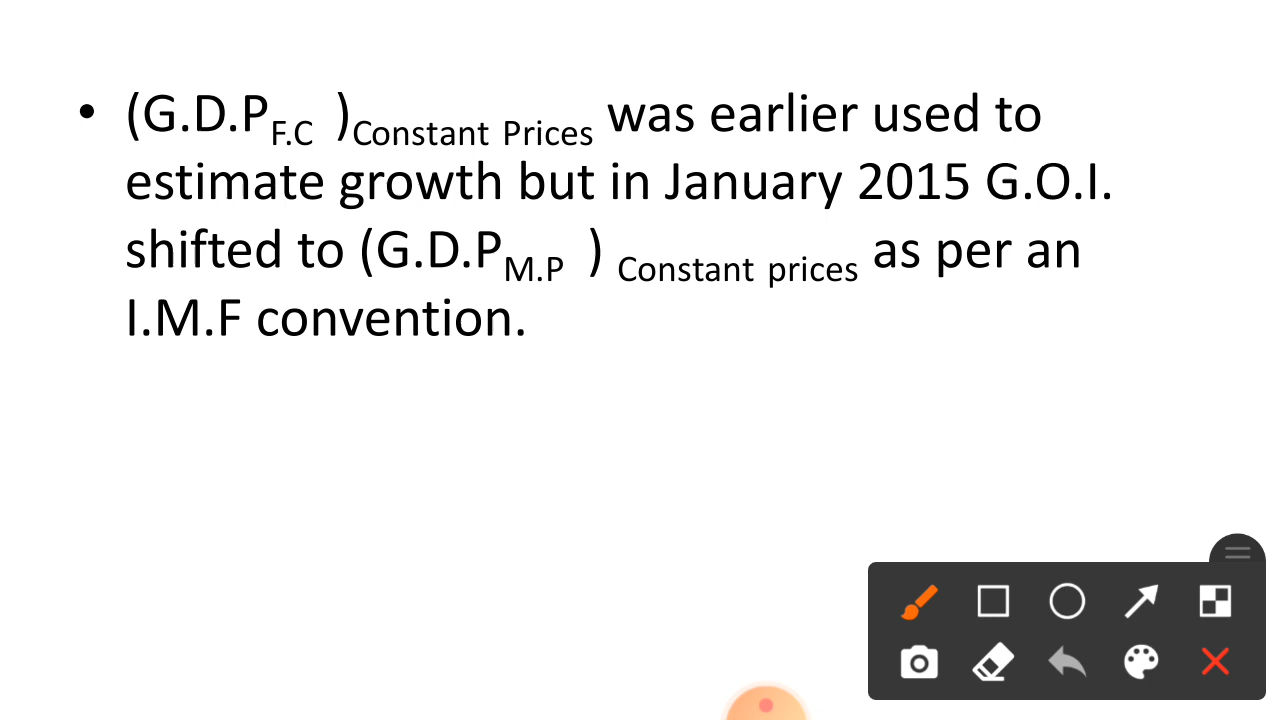 • (G.D.P F.C ) Constant Prices was earlier used to
estimate growth but in January 2015 G.O.I.
shifted to (G.D.P M.P ) Constant prices as per an
I.M.F convention.